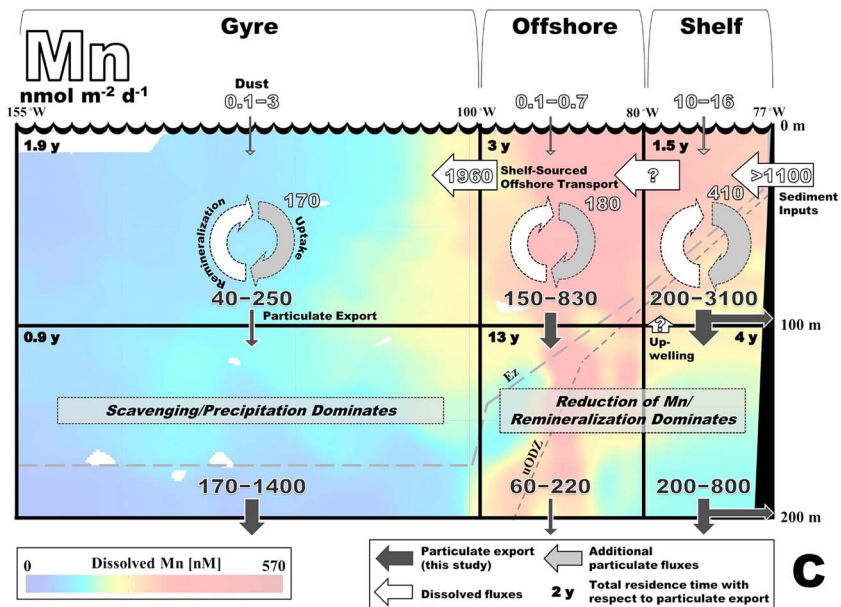 Gyre
Offshore
Shelf
Mn
nmol m⁻² d⁻¹
Dust
0.1–3
0.1–0.7
10–16
155°W
100°W
80°W
77°W
0 m
1.9 y
3 y
1.5 y
1960
Shelf-Sourced
Offshore Transport
?
>1100
Sediment
Inputs
170
180
410
Remineralization
Uptake
40–250
150–830
200–3100
Particulate Export
100 m
0.9 y
13 y
?
Up-
welling
4 y
Ez
Scavenging/Precipitation Dominates
Reduction of Mn/
Remineralization Dominates
uODZ
170–1400
60–220
200–800
200 m
0
Dissolved Mn [nM]
570
Particulate export
(this study)
Additional
particulate fluxes
Dissolved fluxes
2 y
Total residence time with
respect to particulate export
C